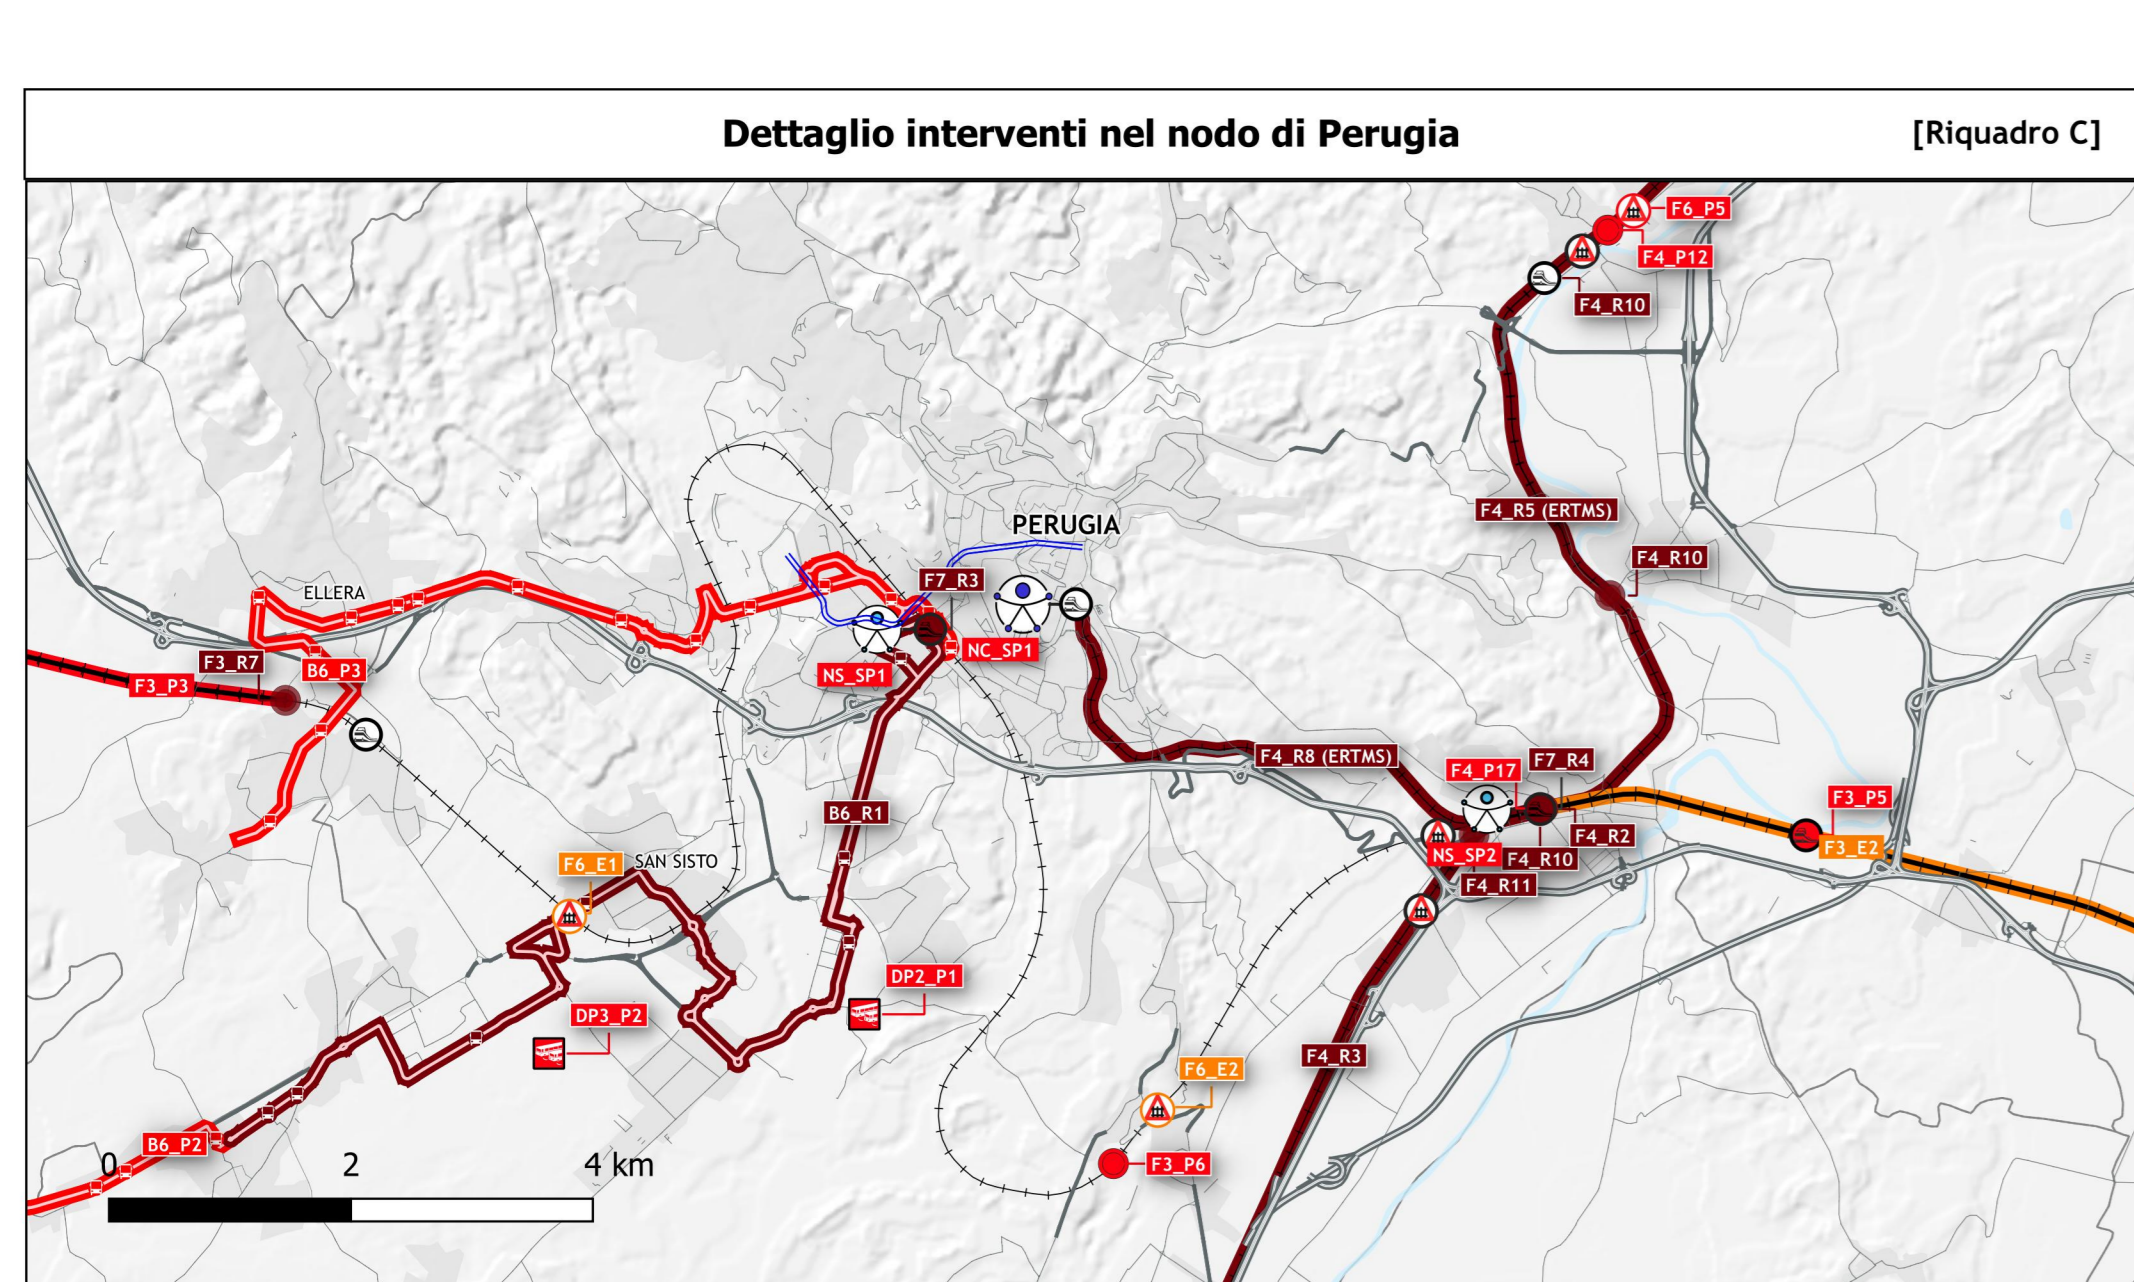 Dettaglio interventi nel nodo di Perugia
[Riquadro C]
F6_P5
F4_P12
F4_R10
F4_R5 (ERTMS)
PERUGIA
F4_R10
F7_R3
ELLERA
NC_SP1
F3_R7
B6_P3
NS_SP1
F3_P3
F4_R8 (ERTMS)
F7_R4
F4_P17
F3_P5
B6_R1
F4_R2
F3_E2
NS_SP2
F4_R10
F6_E1
SAN SISTO
F4_R11
DP2_P1
DP3_P2
F4_R3
F6_E2
B6_P2
F3_P6
0 2 4 km